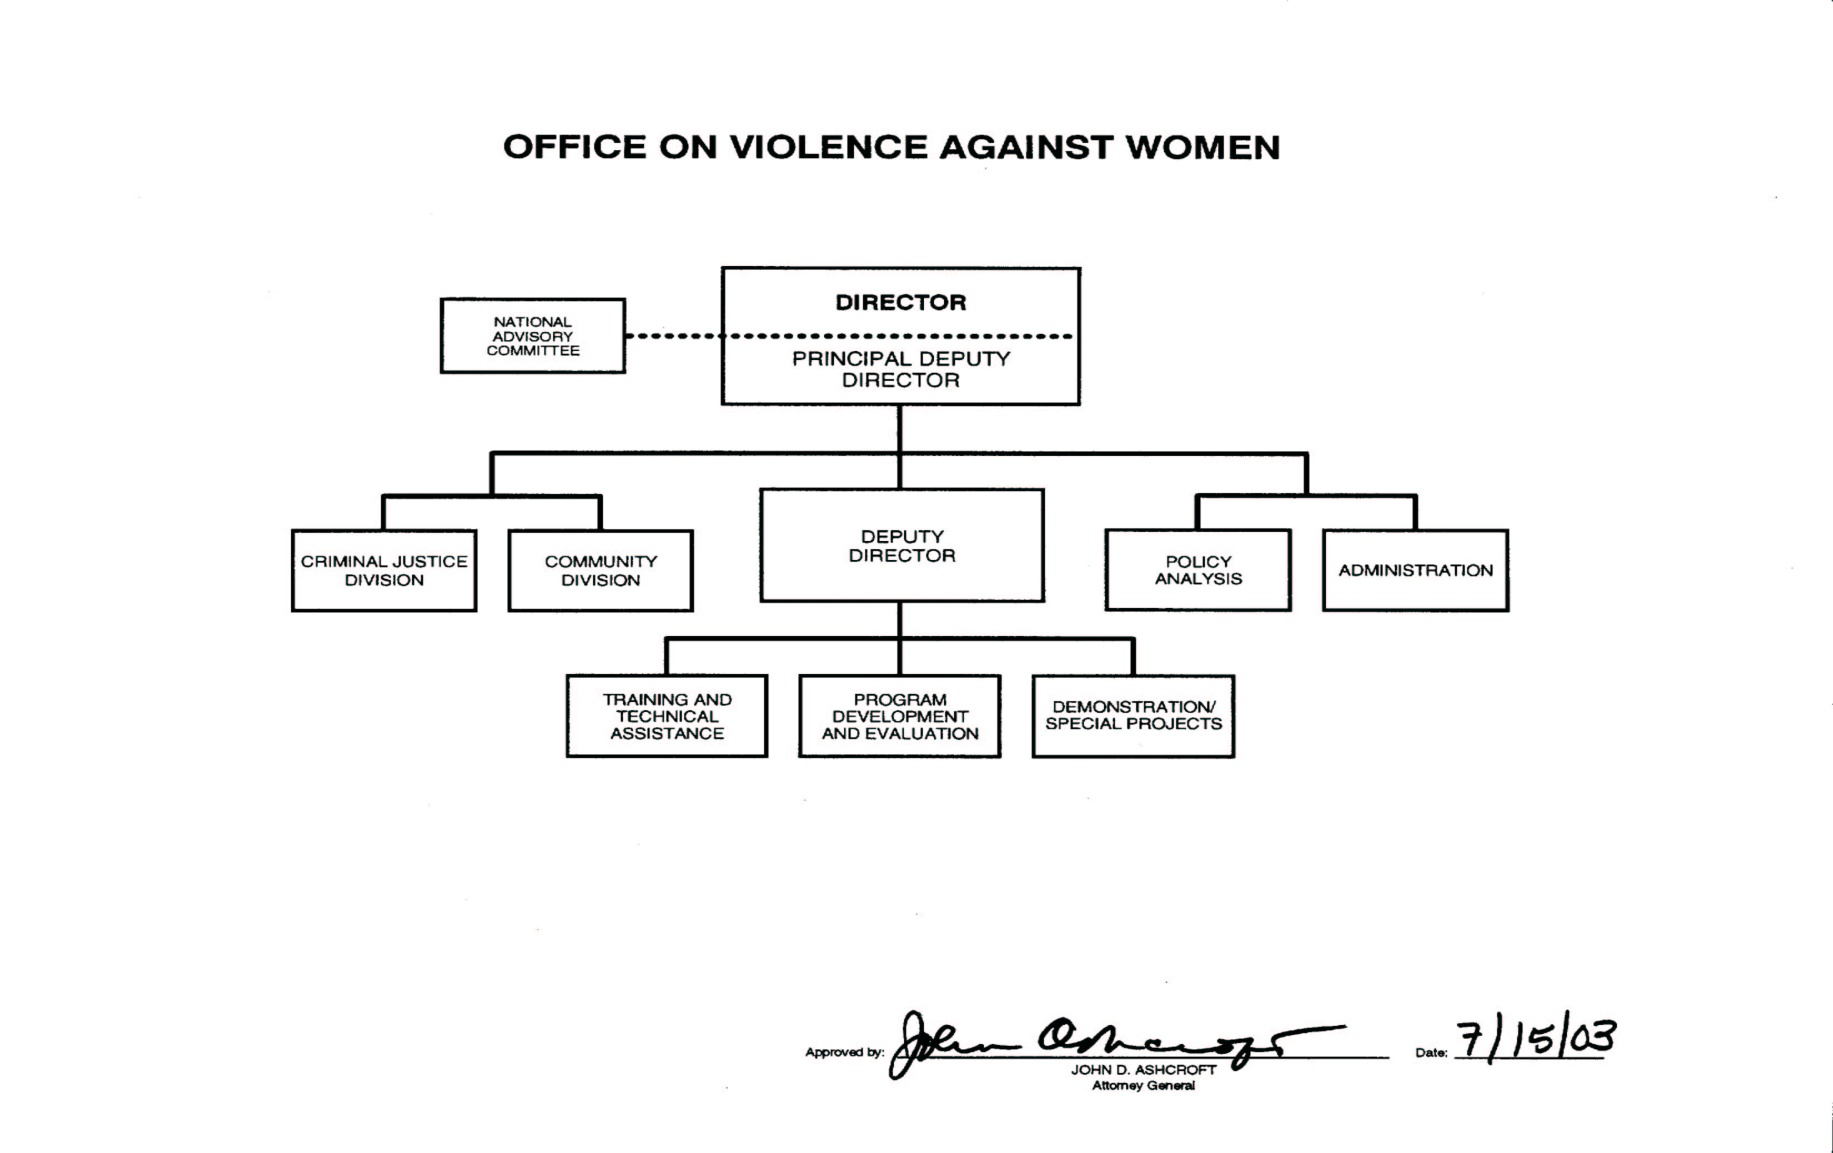 OFFICE ON VIOLENCE AGAINST WOMEN
DIRECTOR
NATIONAL
ADVISORY
COMMITTEE
PRINCIPAL DEPUTY
DIRECTOR
CRIMINAL JUSTICE
DIVISION
COMMUNITY
DIVISION
DEPUTY
DIRECTOR
POLICY
ANALYSIS
ADMINISTRATION
TRAINING AND
TECHNICAL
ASSISTANCE
PROGRAM
DEVELOPMENT
AND EVALUATION
DEMONSTRATION/
SPECIAL PROJECTS
Approved by: John Ashcroft Date: 7/15/03
JOHN D. ASHCROFT
Attorney General